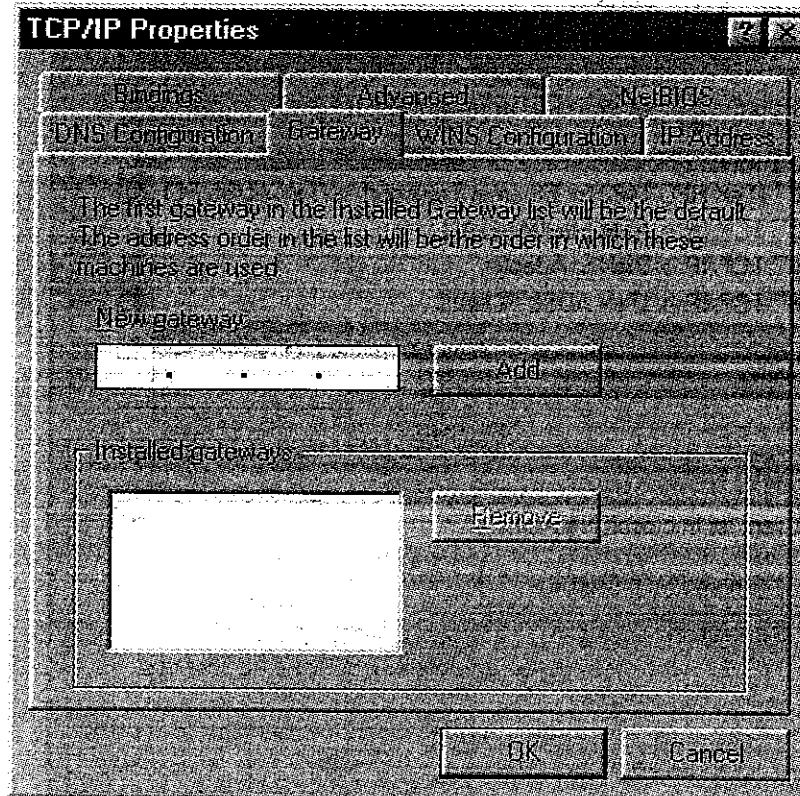 TCP/IP Properties
Bindings Advanced NetBIOS
DNS Configuration Gateway WINS Configuration IP Address
The first gateway in the Installed Gateway list will be the default.
The address order in the list will be the order in which these
machines are used.
New gateway:
Add
Installed gateways:
Remove
OK Cancel